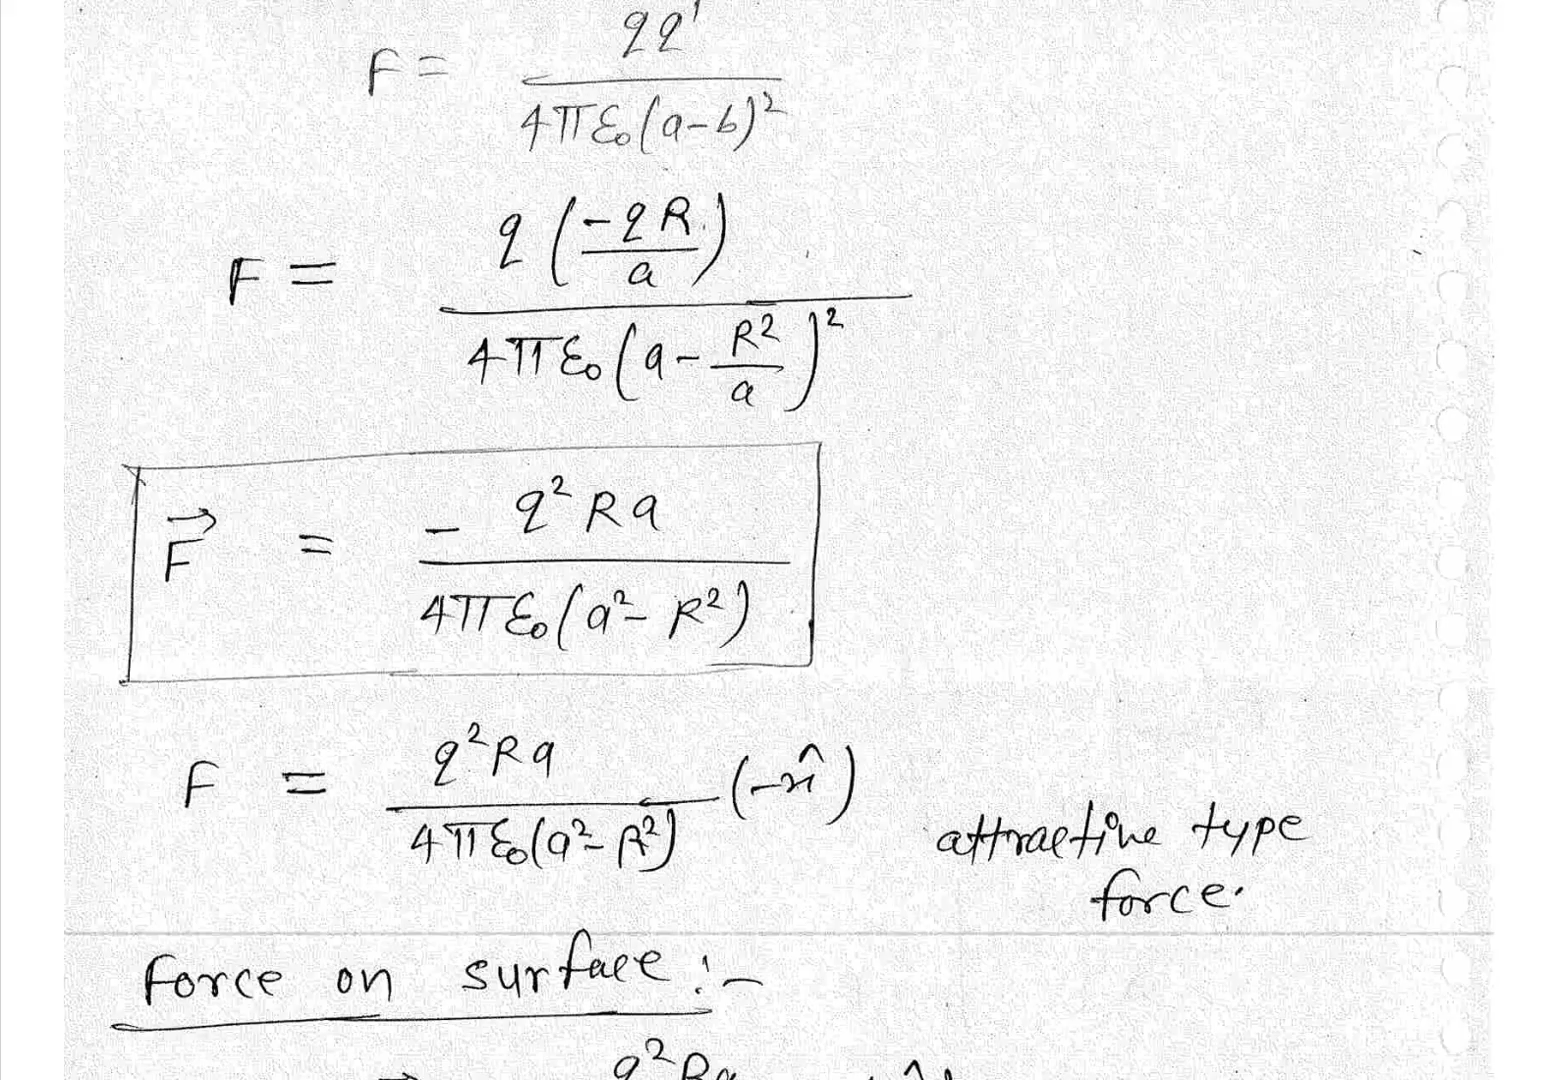 F = qq' / 4πε₀(a-b)²
F = q(-qR/a) / 4πε₀(a - R²/a)²
F⃗ = - q²Ra / 4πε₀(a² - R²)
F = q²Ra / 4πε₀(a² - R²) (-x̂) attractive type
force.
Force on surface :-
q²Ra